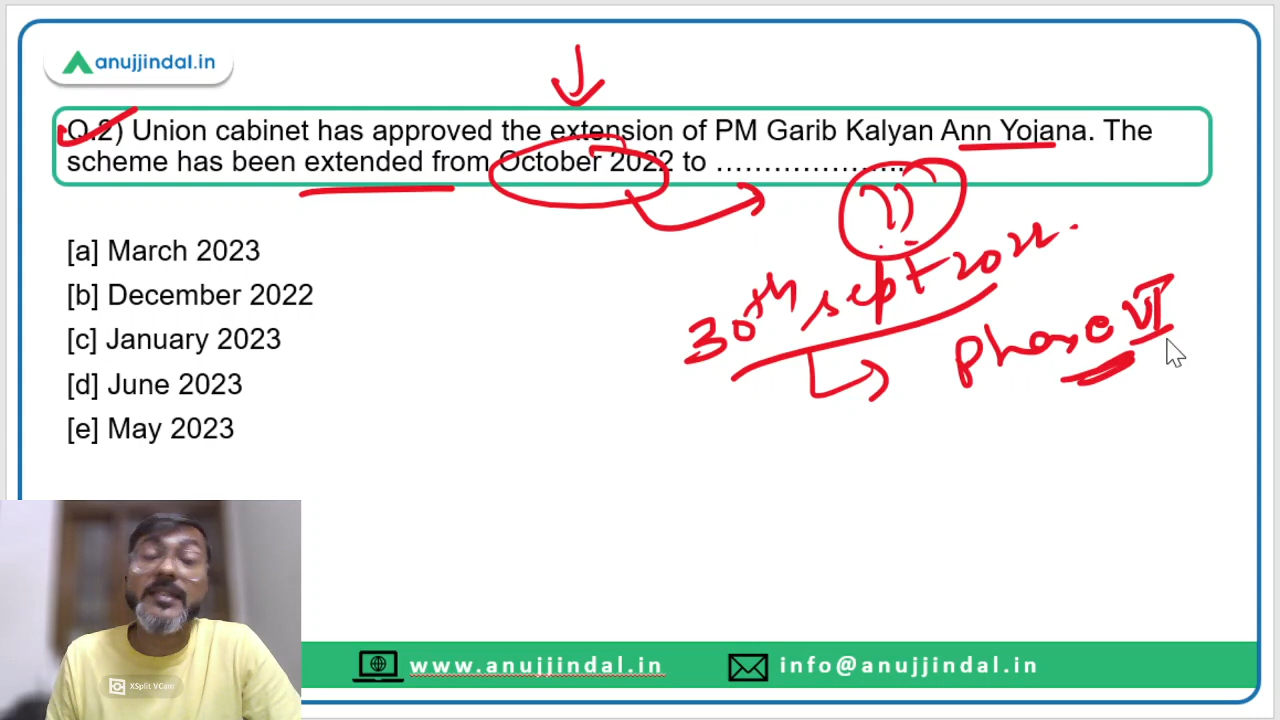 anujjindal.in
Q.2) Union cabinet has approved the extension of PM Garib Kalyan Ann Yojana. The
scheme has been extended from October 2022 to ………………….
??
30th sept 2022.
phase VI
[a] March 2023
[b] December 2022
[c] January 2023
[d] June 2023
[e] May 2023
XSplit VCam
www.anujjindal.in info@anujjindal.in